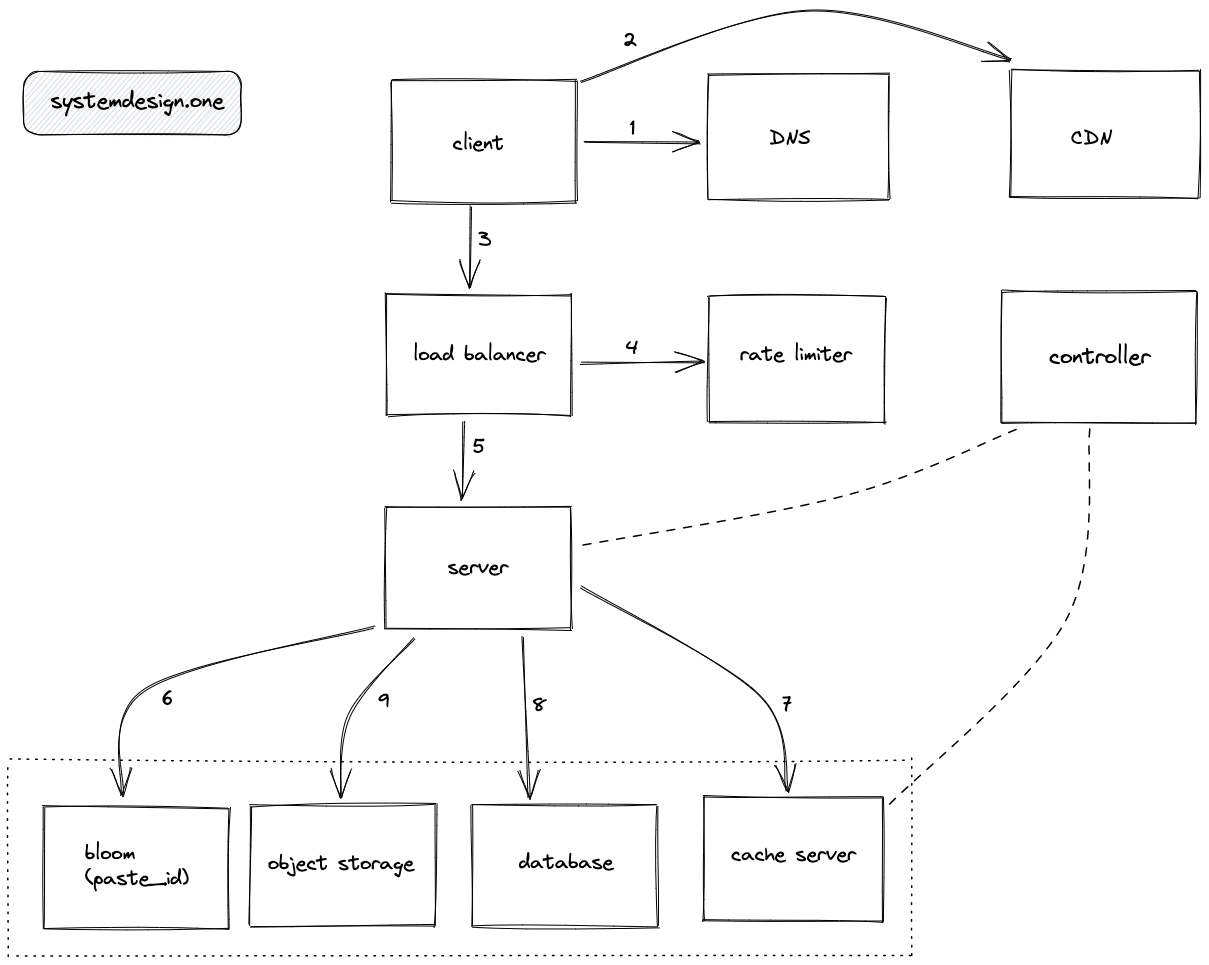 2
systemdesign.one
client
1
DNS
CDN
3
load balancer
4
rate limiter
controller
5
server
6
9
8
7
bloom
(paste_id)
object storage
database
cache server